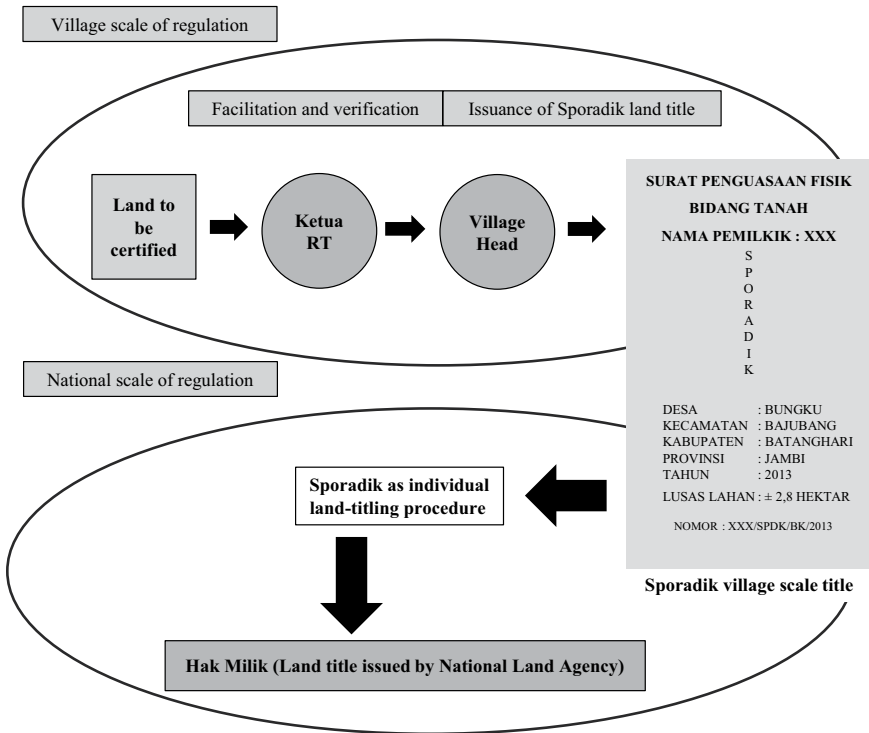 Village scale of regulation
Facilitation and verification
Issuance of Sporadik land title
Land to
be
certified
Ketua
RT
Village
Head
SURAT PENGUASAAN FISIK
BIDANG TANAH
NAMA PEMILKIK : XXX
S
P
O
R
A
D
I
K
DESA : BUNGKU
KECAMATAN : BAJUBANG
KABUPATEN : BATANGHARI
PROVINSI : JAMBI
TAHUN : 2013
LUSAS LAHAN : ± 2,8 HEKTAR
NOMOR : XXX/SPDK/BK/2013
Sporadik village scale title
National scale of regulation
Sporadik as individual
land-titling procedure
Hak Milik (Land title issued by National Land Agency)